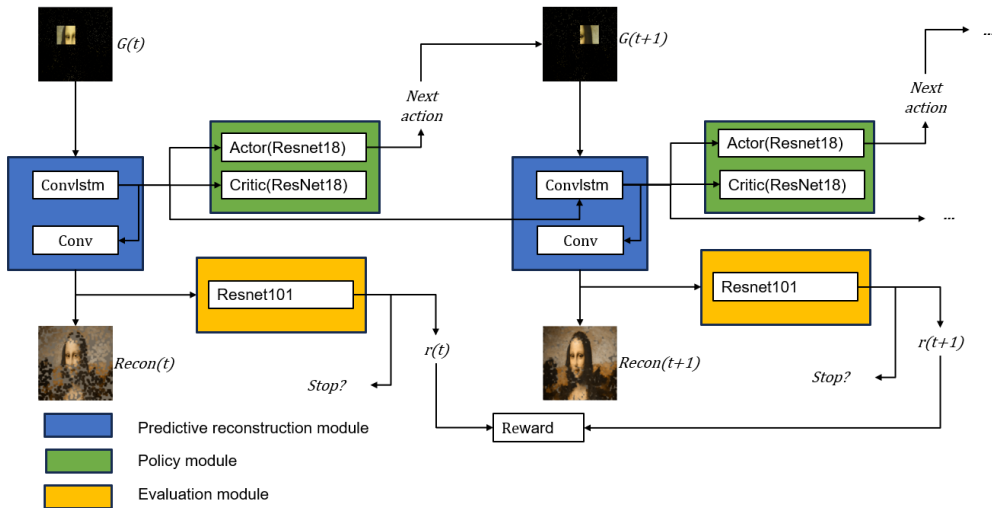 G(t)
G(t+1)
...
Next
action
Next
action
Actor(Resnet18)
Critic(ResNet18)
Actor(Resnet18)
Critic(ResNet18)
Convlstm
Conv
Convlstm
Conv
...
Resnet101
Resnet101
r(t)
r(t+1)
Recon(t)
Stop?
Recon(t+1)
Stop?
Reward
Predictive reconstruction module
Policy module
Evaluation module